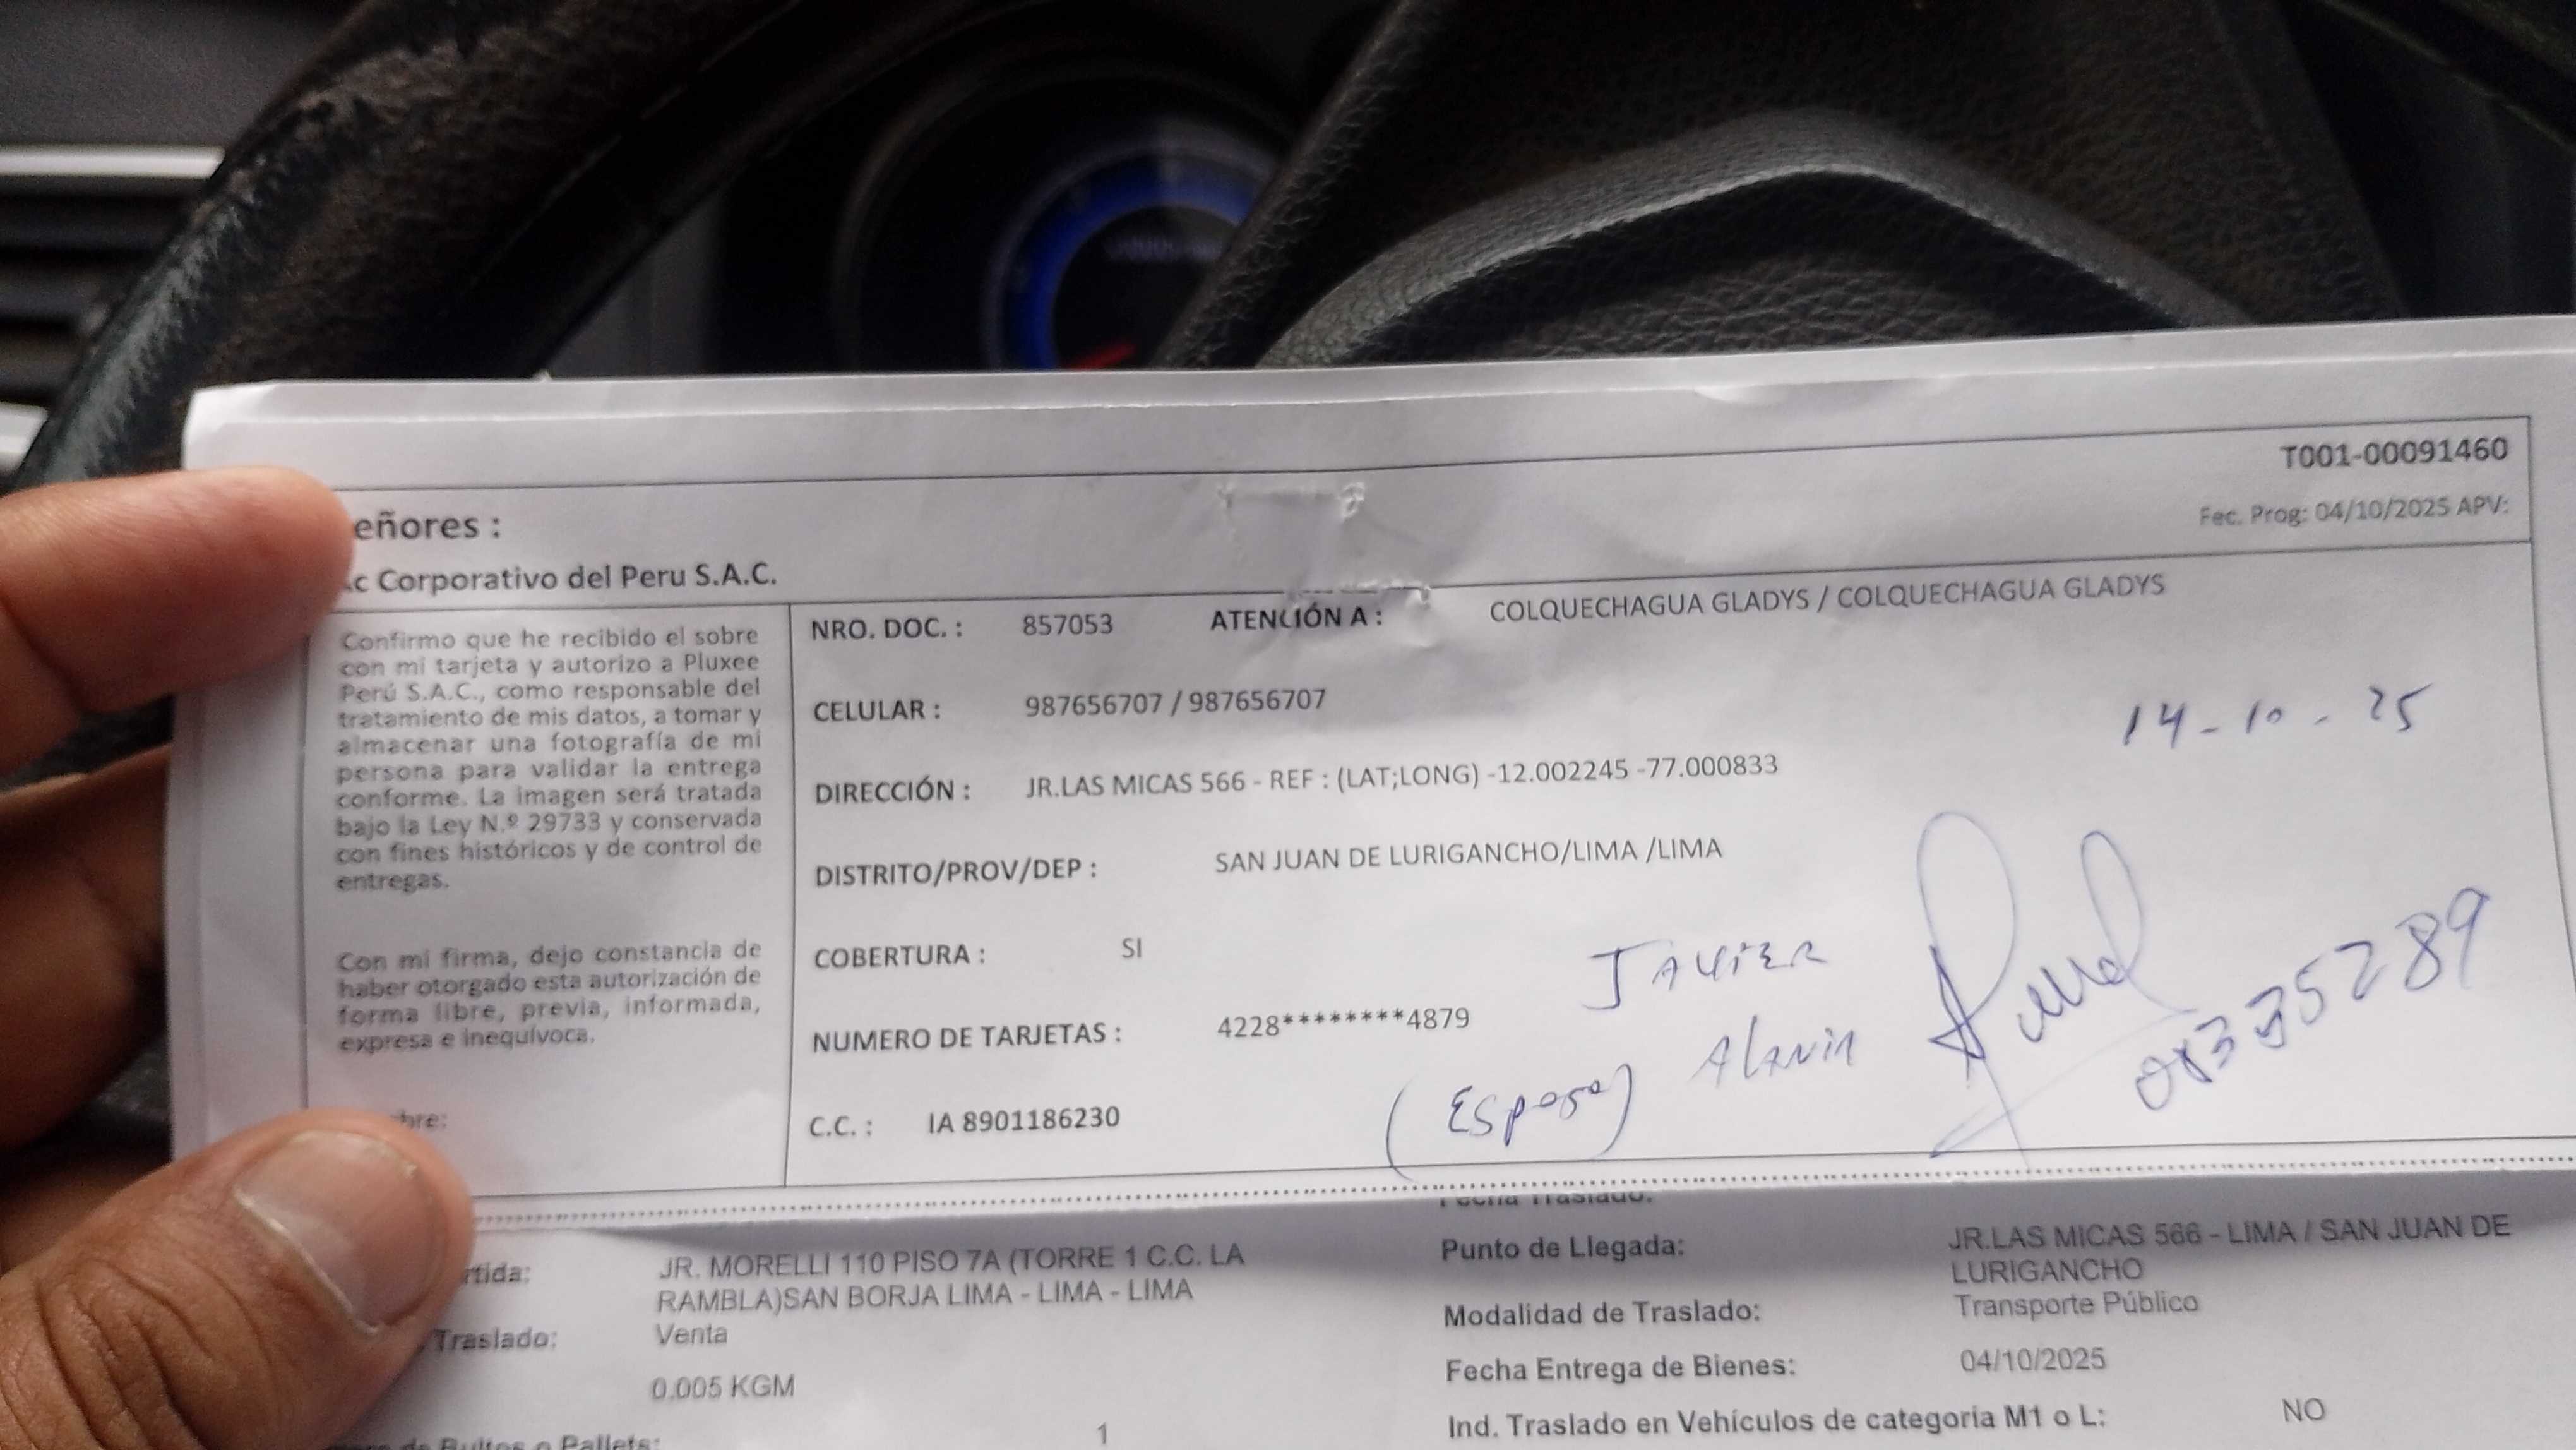 T001-00091460
Fec. Prog: 04/10/2025 APV:
eñores :
c Corporativo del Peru S.A.C.
Confirmo que he recibido el sobre
con mi tarjeta y autorizo a Pluxee
Perú S.A.C., como responsable del
tratamiento de mis datos, a tomar y
almacenar una fotografía de mi
persona para validar la entrega
conforme. La imagen será tratada
bajo la Ley N.º 29733 y conservada
con fines históricos y de control de
entregas.
Con mi firma, dejo constancia de
haber otorgado esta autorización de
forma libre, previa, informada,
expresa e inequívoca.
bre:
NRO. DOC. : 857053 ATENCIÓN A : COLQUECHAGUA GLADYS / COLQUECHAGUA GLADYS
CELULAR : 987656707 / 987656707
14-10-25
DIRECCIÓN : JR.LAS MICAS 566 - REF : (LAT;LONG) -12.002245 -77.000833
DISTRITO/PROV/DEP : SAN JUAN DE LURIGANCHO/LIMA /LIMA
COBERTURA : SI
JAVIER
NUMERO DE TARJETAS : 4228********4879
(Esposo)
C.C. : IA 8901186230
Fecha Traslado:
rtida: JR. MORELLI 110 PISO 7A (TORRE 1 C.C. LA
RAMBLA)SAN BORJA LIMA - LIMA - LIMA
Traslado: Venta
0.005 KGM
de Bultos o Pallets: 1
Punto de Llegada: JR.LAS MICAS 566 - LIMA / SAN JUAN DE
LURIGANCHO
Modalidad de Traslado: Transporte Público
Fecha Entrega de Bienes: 04/10/2025
Ind. Traslado en Vehículos de categoría M1 o L: NO